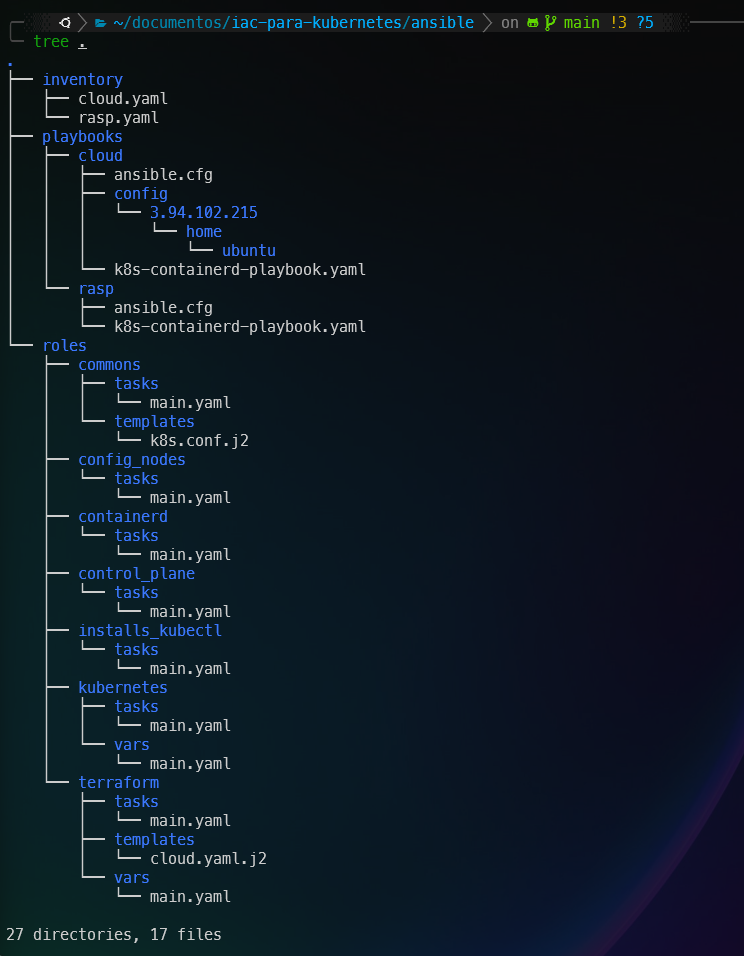 ~/documentos/iac-para-kubernetes/ansible on main !3 ?5
tree .
.
├── inventory
│   ├── cloud.yaml
│   └── rasp.yaml
├── playbooks
│   ├── cloud
│   │   ├── ansible.cfg
│   │   ├── config
│   │   │   └── 3.94.102.215
│   │   │       └── home
│   │   │           └── ubuntu
│   │   └── k8s-containerd-playbook.yaml
│   └── rasp
│       ├── ansible.cfg
│       └── k8s-containerd-playbook.yaml
└── roles
    ├── commons
    │   ├── tasks
    │   │   └── main.yaml
    │   └── templates
    │       └── k8s.conf.j2
    ├── config_nodes
    │   └── tasks
    │       └── main.yaml
    ├── containerd
    │   └── tasks
    │       └── main.yaml
    ├── control_plane
    │   └── tasks
    │       └── main.yaml
    ├── installs_kubectl
    │   └── tasks
    │       └── main.yaml
    ├── kubernetes
    │   ├── tasks
    │   │   └── main.yaml
    │   └── vars
    │       └── main.yaml
    └── terraform
        ├── tasks
        │   └── main.yaml
        ├── templates
        │   └── cloud.yaml.j2
        └── vars
            └── main.yaml

27 directories, 17 files